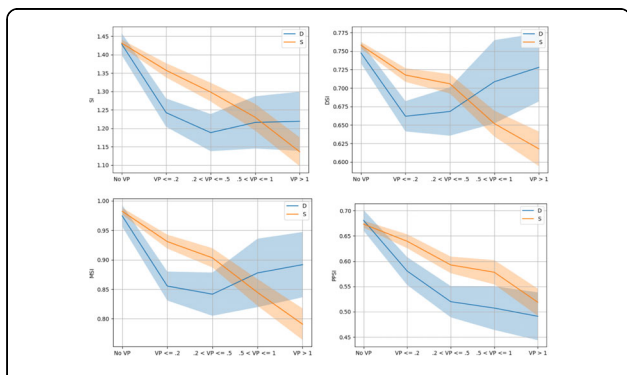 1.45
1.40
1.35
1.30
1.25
1.20
1.15
1.10
SI
D
S
No VP
VP <= .2
.2 < VP <= .5
.5 < VP <= 1
VP > 1
0.775
0.750
0.725
0.700
0.675
0.650
0.625
0.600
DSI
D
S
No VP
VP <= .2
.2 < VP <= .5
.5 < VP <= 1
VP > 1
1.00
0.95
0.90
0.85
0.80
MSI
D
S
No VP
VP <= .2
.2 < VP <= .5
.5 < VP <= 1
VP > 1
0.70
0.65
0.60
0.55
0.50
0.45
PPSI
D
S
No VP
VP <= .2
.2 < VP <= .5
.5 < VP <= 1
VP > 1